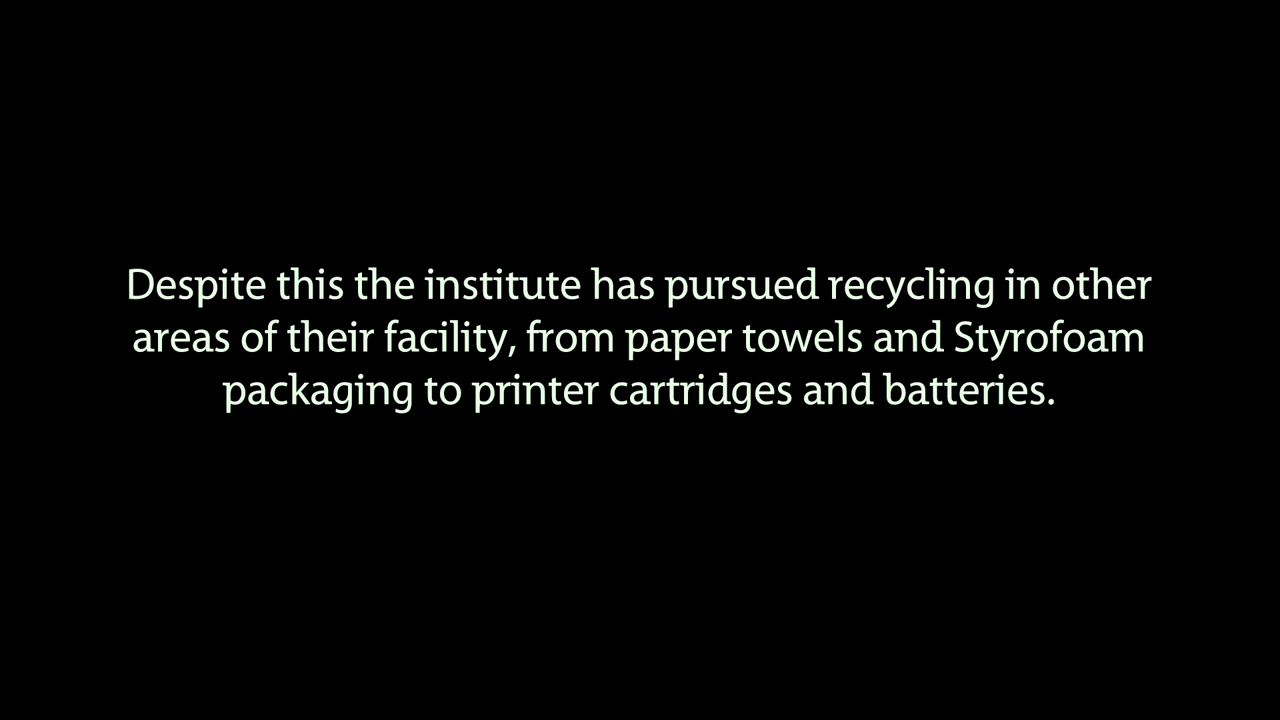 Despite this the institute has pursued recycling in other
areas of their facility, from paper towels and Styrofoam
packaging to printer cartridges and batteries.